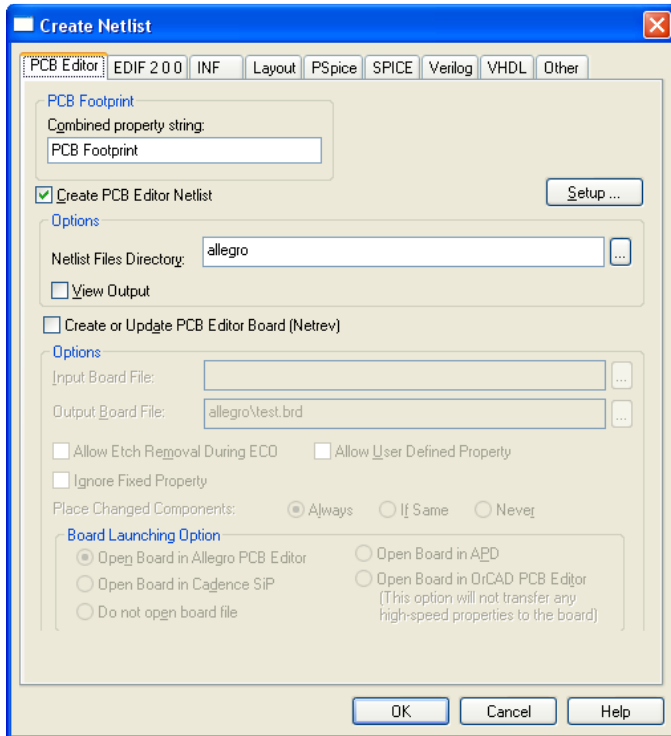 Create Netlist
PCB Editor EDIF 2 0 0 INF Layout PSpice SPICE Verilog VHDL Other
PCB Footprint
Combined property string:
PCB Footprint
Create PCB Editor Netlist
Setup ...
Options
Netlist Files Directory: allegro ...
View Output
Create or Update PCB Editor Board (Netrev)
Options
Input Board File: ...
Output Board File: allegro\test.brd ...
Allow Etch Removal During ECO Allow User Defined Property
Ignore Fixed Property
Place Changed Components: Always If Same Never
Board Launching Option
Open Board in Allegro PCB Editor Open Board in APD
Open Board in Cadence SiP Open Board in OrCAD PCB Editor
(This option will not transfer any
Do not open board file high-speed properties to the board)
OK Cancel Help